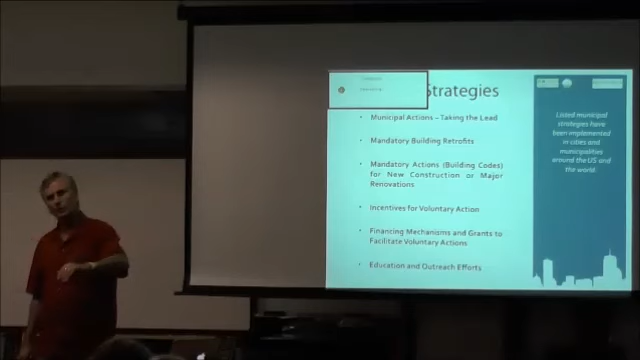 Strategies
• Municipal Actions – Taking the Lead
• Mandatory Building Retrofits
• Mandatory Actions (Building Codes)
for New Construction or Major
Renovations
• Incentives for Voluntary Action
• Financing Mechanisms and Grants to
Facilitate Voluntary Actions
• Education and Outreach Efforts
Listed municipal
strategies have
been implemented
in cities and
municipalities
around the US and
the world.